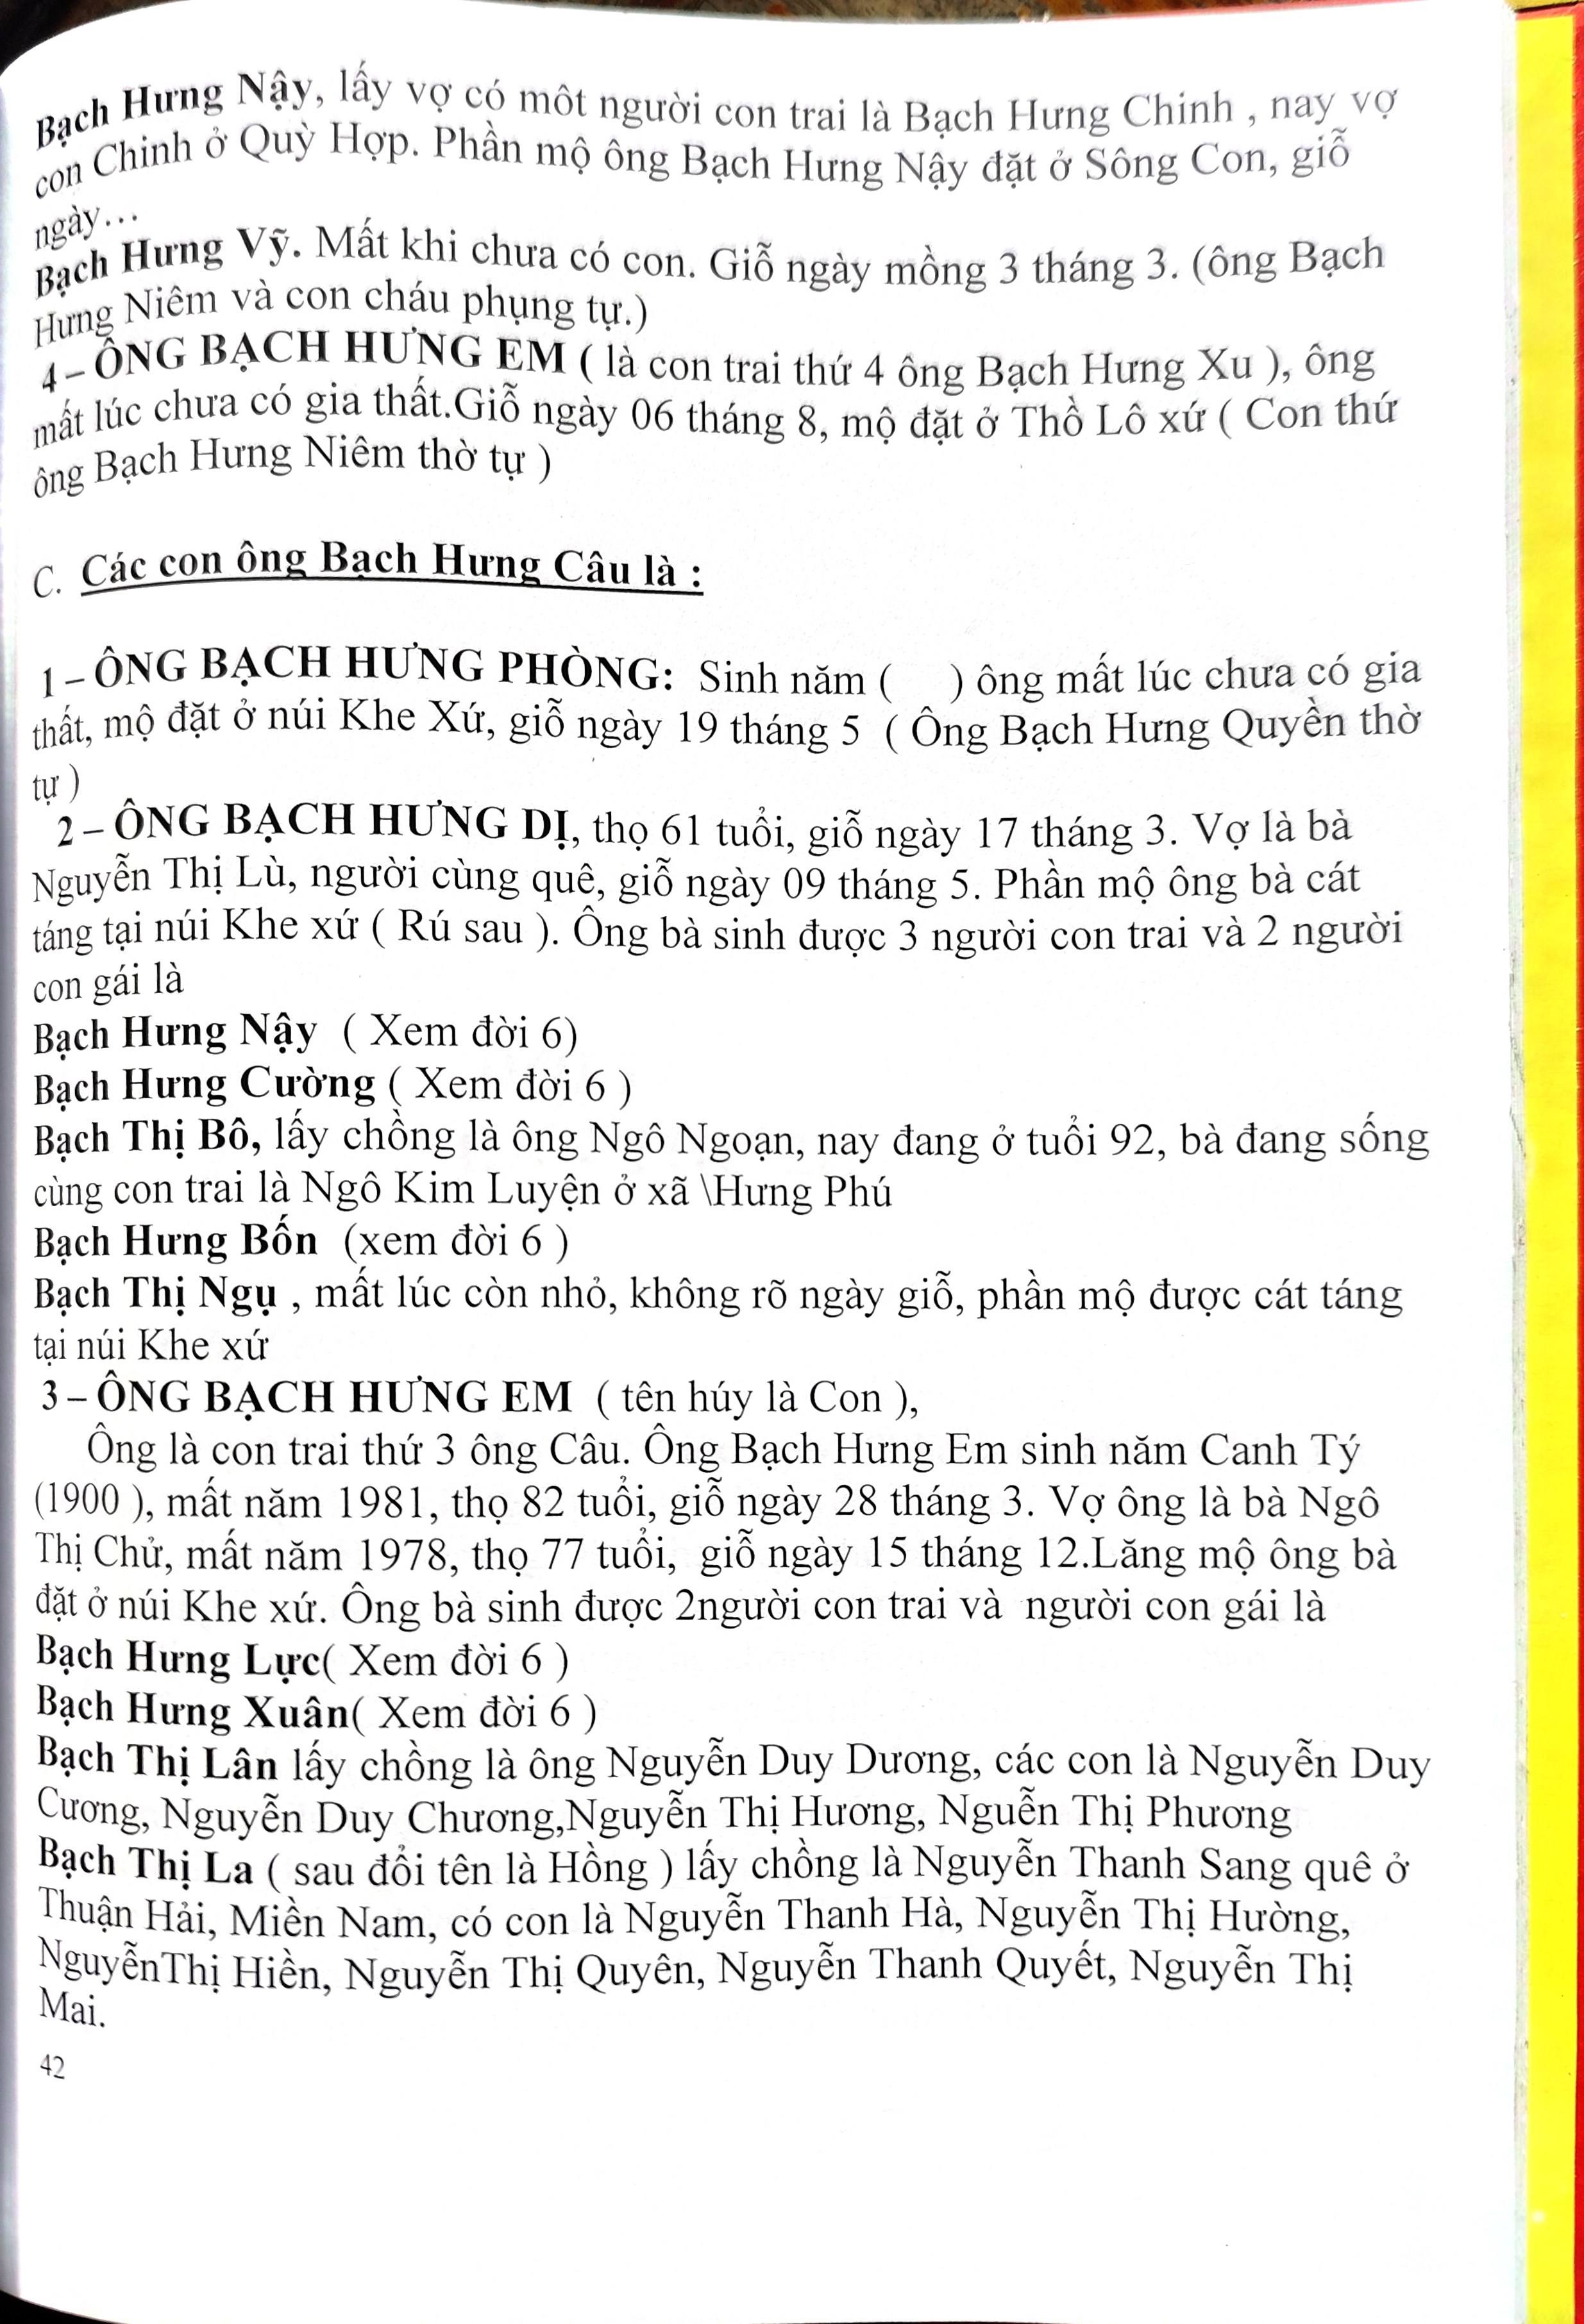 Bạch Hưng Nậy, lấy vợ có môt người con trai là Bạch Hưng Chinh , nay vợ
con Chinh ở Quỳ Hợp. Phần mộ ông Bạch Hưng Nậy đặt ở Sông Con, giỗ
ngày...
Bạch Hưng Vỹ. Mất khi chưa có con. Giỗ ngày mồng 3 tháng 3. (ông Bạch
Hưng Niêm và con cháu phụng tự.)
4 – ÔNG BẠCH HƯNG EM ( là con trai thứ 4 ông Bạch Hưng Xu ), ông
mất lúc chưa có gia thất.Giỗ ngày 06 tháng 8, mộ đặt ở Thồ Lô xứ ( Con thứ
ông Bạch Hưng Niêm thờ tự )
C. Các con ông Bạch Hưng Câu là :
1 – ÔNG BẠCH HƯNG PHÒNG: Sinh năm ( ) ông mất lúc chưa có gia
thất, mộ đặt ở núi Khe Xứ, giỗ ngày 19 tháng 5 ( Ông Bạch Hưng Quyền thờ
tự )
2 – ÔNG BẠCH HƯNG DỊ, thọ 61 tuổi, giỗ ngày 17 tháng 3. Vợ là bà
Nguyễn Thị Lù, người cùng quê, giỗ ngày 09 tháng 5. Phần mộ ông bà cát
táng tại núi Khe xứ ( Rú sau ). Ông bà sinh được 3 người con trai và 2 người
con gái là
Bạch Hưng Nậy ( Xem đời 6)
Bạch Hưng Cường ( Xem đời 6 )
Bạch Thị Bô, lấy chồng là ông Ngô Ngoạn, nay đang ở tuổi 92, bà đang sống
cùng con trai là Ngô Kim Luyện ở xã \Hưng Phú
Bạch Hưng Bốn (xem đời 6 )
Bạch Thị Ngụ , mất lúc còn nhỏ, không rõ ngày giỗ, phần mộ được cát táng
tại núi Khe xứ
3 – ÔNG BẠCH HƯNG EM ( tên húy là Con ),
Ông là con trai thứ 3 ông Câu. Ông Bạch Hưng Em sinh năm Canh Tý
(1900 ), mất năm 1981, thọ 82 tuổi, giỗ ngày 28 tháng 3. Vợ ông là bà Ngô
Thị Chử, mất năm 1978, thọ 77 tuổi, giỗ ngày 15 tháng 12.Lăng mộ ông bà
đặt ở núi Khe xứ. Ông bà sinh được 2người con trai và người con gái là
Bạch Hưng Lực( Xem đời 6 )
Bạch Hưng Xuân( Xem đời 6 )
Bạch Thị Lân lấy chồng là ông Nguyễn Duy Dương, các con là Nguyễn Duy
Cương, Nguyễn Duy Chương,Nguyễn Thị Hương, Nguễn Thị Phương
Bạch Thị La ( sau đổi tên là Hồng ) lấy chồng là Nguyễn Thanh Sang quê ở
Thuận Hải, Miền Nam, có con là Nguyễn Thanh Hà, Nguyễn Thị Hường,
NguyễnThị Hiền, Nguyễn Thị Quyên, Nguyễn Thanh Quyết, Nguyễn Thị
Mai.
42